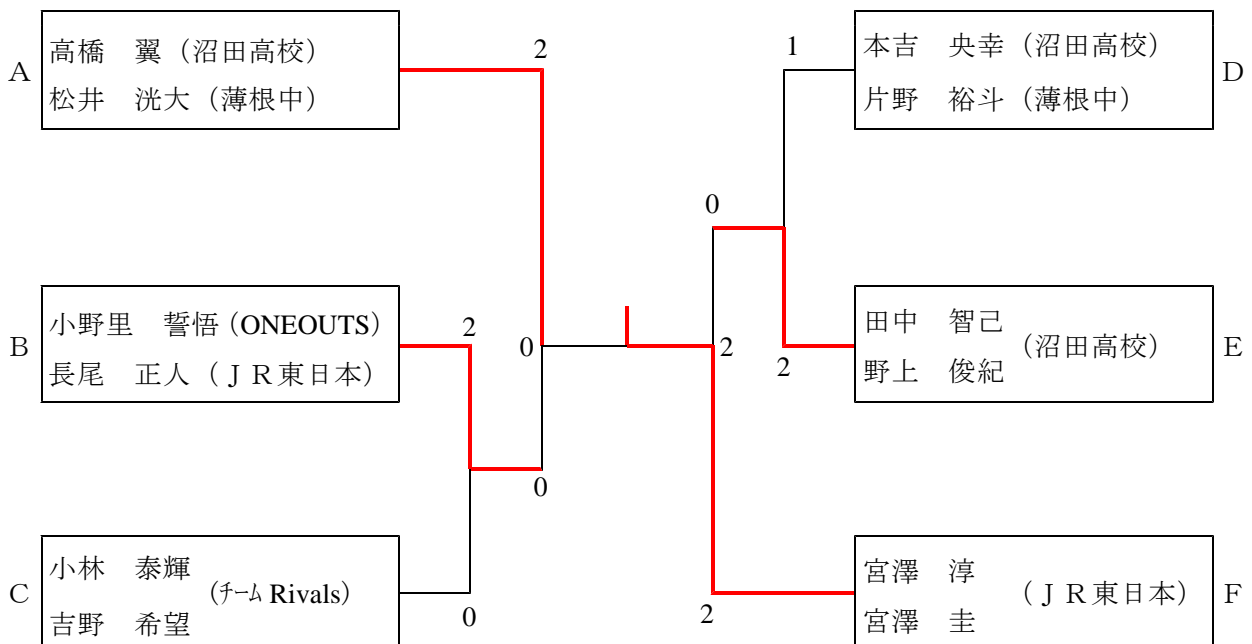 A
高橋　翼（沼田高校）
松井　洸大（薄根中）
2
1
本吉　央幸（沼田高校）
片野　裕斗（薄根中）
D
0
B
小野里　誓悟（ONEOUTS）
長尾　正人（ＪＲ東日本）
2
0
2
2
田中　智己
野上　俊紀
（沼田高校）
E
0
C
小林　泰輝
吉野　希望
（ﾁｰﾑ Rivals）
0
2
宮澤　淳
宮澤　圭
（ＪＲ東日本）
F